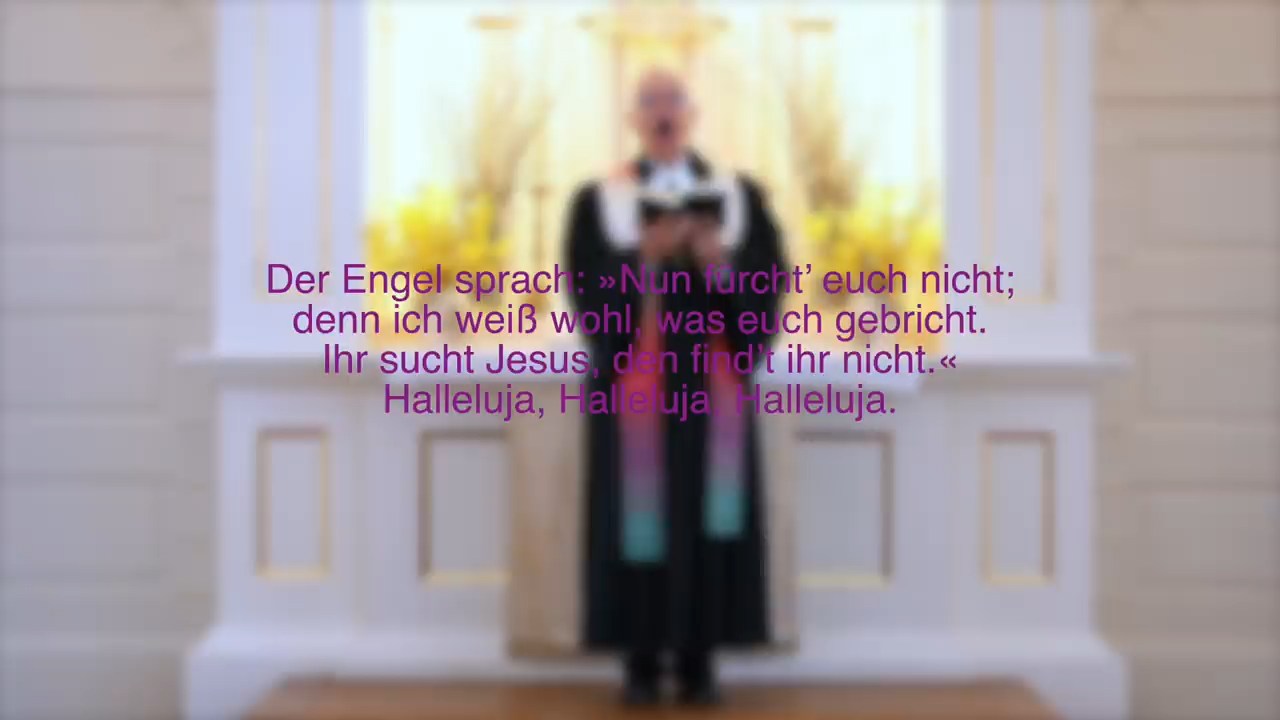 Der Engel sprach: »Nun fürcht’ euch nicht;
denn ich weiß wohl, was euch gebricht.
Ihr sucht Jesus, den find’t ihr nicht.«
Halleluja, Halleluja, Halleluja.